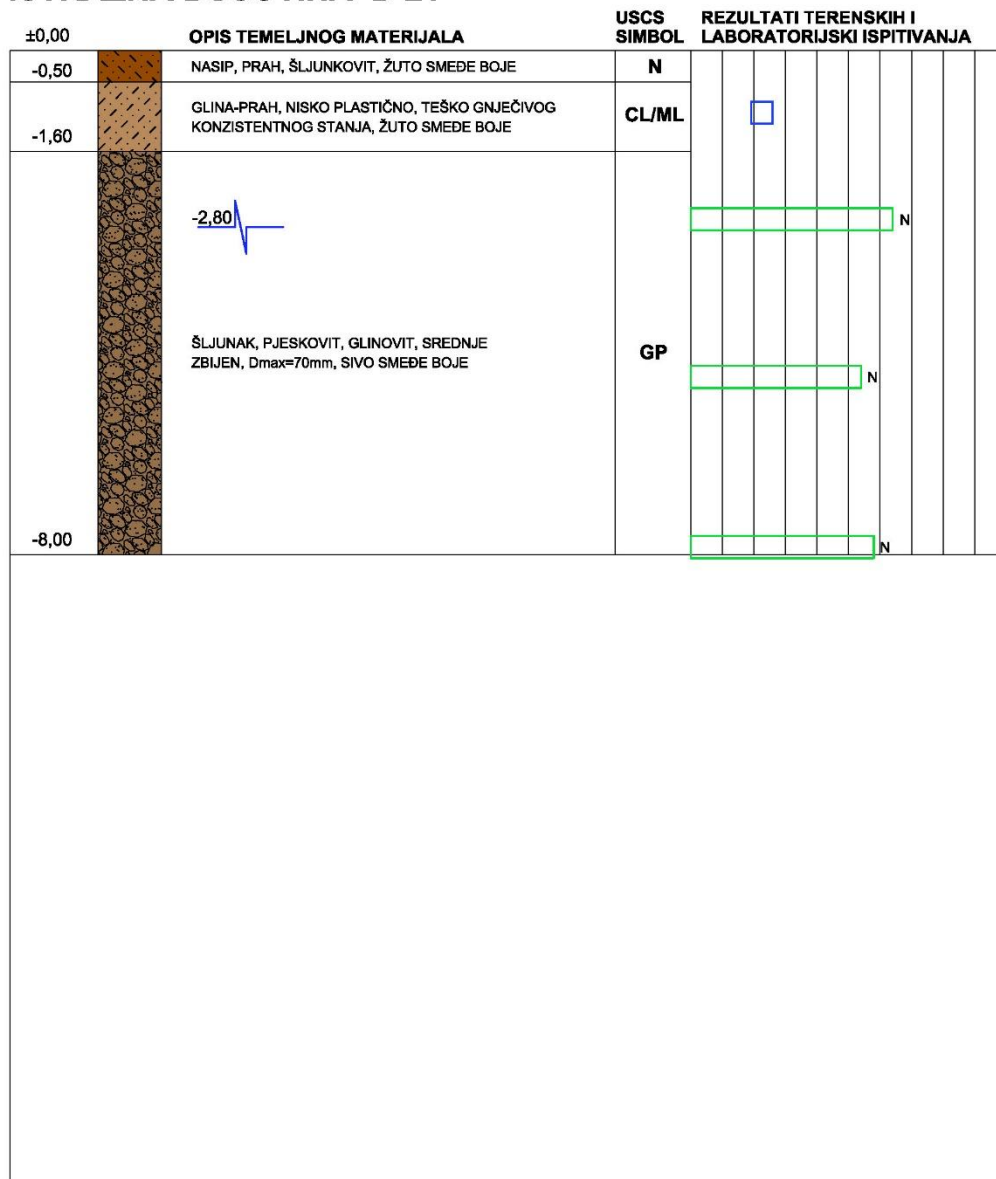 ±0,00
OPIS TEMELJNOG MATERIJALA
USCS
SIMBOL
REZULTATI TERENSKIH I
LABORATORIJSKI ISPITIVANJA
-0,50
NASIP, PRAH, ŠLJUNKOVIT, ŽUTO SMEĐE BOJE
N
GLINA-PRAH, NISKO PLASTIČNO, TEŠKO GNJEČIVOG
KONZISTENTNOG STANJA, ŽUTO SMEĐE BOJE
CL/ML
-1,60
-2,80
N
ŠLJUNAK, PJESKOVIT, GLINOVIT, SREDNJE
ZBIJEN, Dmax=70mm, SIVO SMEĐE BOJE
GP
N
-8,00
N